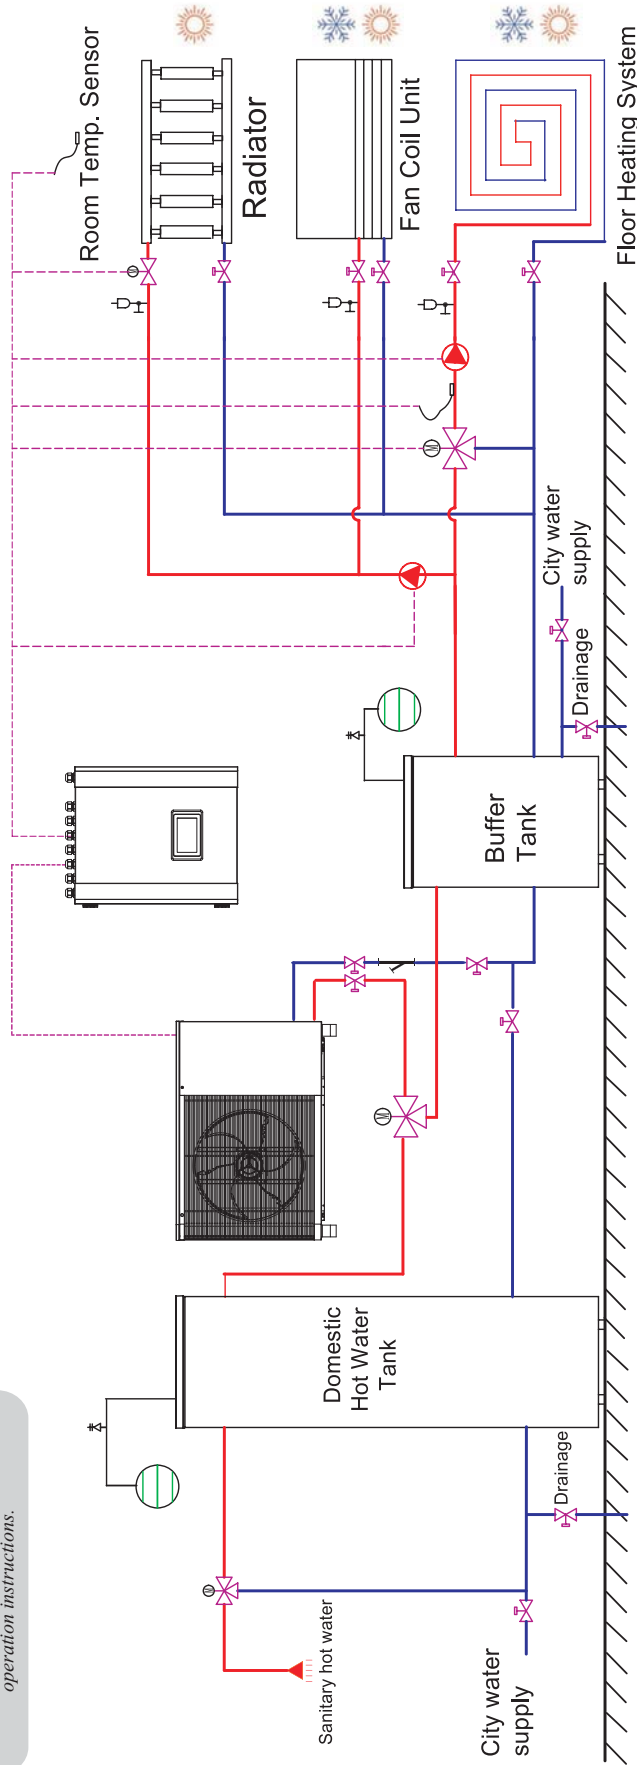 operation instructions.
Room Temp. Sensor
Radiator
Fan Coil Unit
Floor Heating System
City water
supply
Drainage
Buffer
Tank
Domestic
Hot Water
Tank
Drainage
Sanitary hot water
City water
supply
M
M
M
M